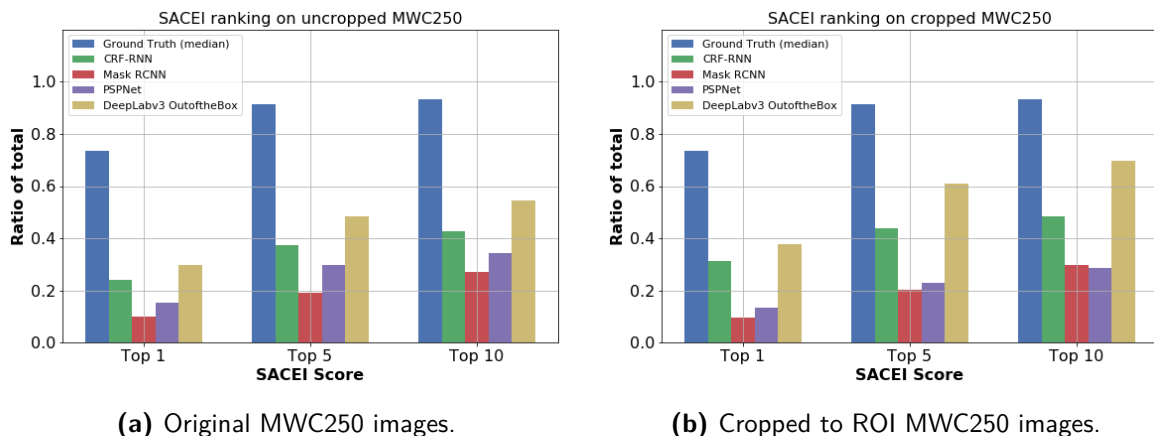 SACEI ranking on uncropped MWC250
Ground Truth (median)
CRF-RNN
Mask RCNN
PSPNet
DeepLabv3 OutoftheBox
Ratio of total
1.0
0.8
0.6
0.4
0.2
0.0
Top 1 Top 5 Top 10
SACEI Score
(a) Original MWC250 images.
SACEI ranking on cropped MWC250
Ground Truth (median)
CRF-RNN
Mask RCNN
PSPNet
DeepLabv3 OutoftheBox
Ratio of total
1.0
0.8
0.6
0.4
0.2
0.0
Top 1 Top 5 Top 10
SACEI Score
(b) Cropped to ROI MWC250 images.